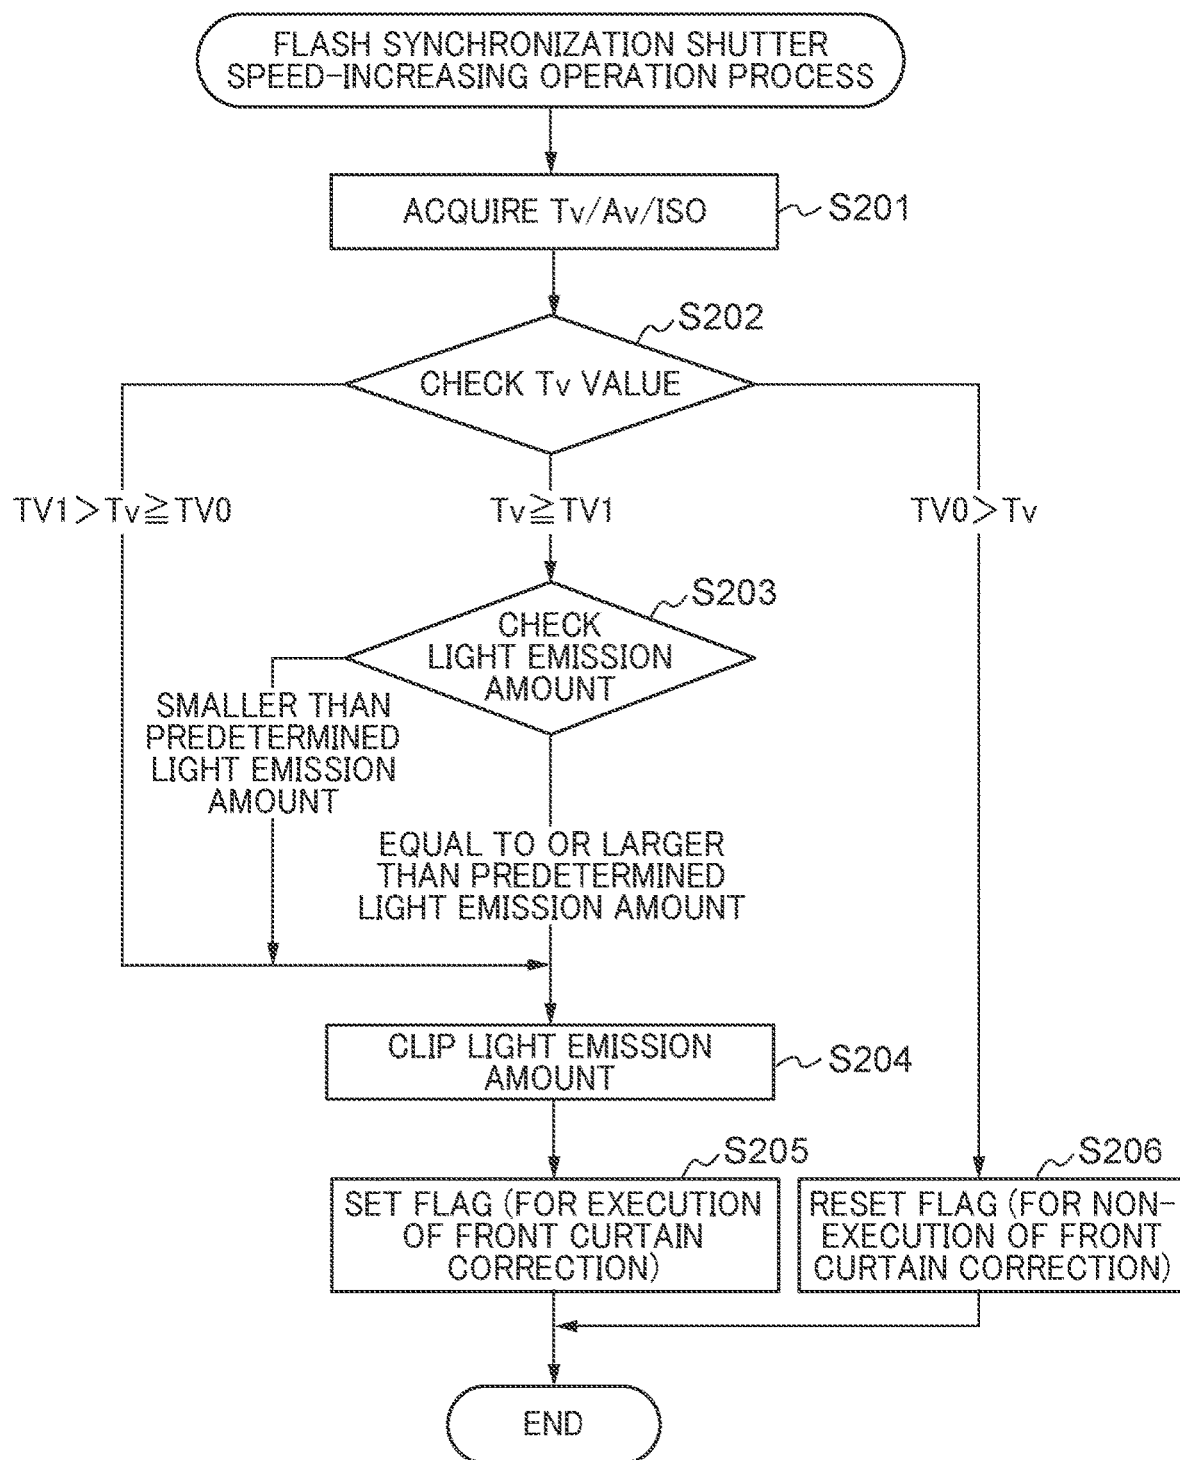 FLASH SYNCHRONIZATION SHUTTER
SPEED-INCREASING OPERATION PROCESS
ACQUIRE Tv/Av/ISO
S201
S202
CHECK Tv VALUE
TV1>Tv≧TV0
Tv≧TV1
TV0>Tv
S203
CHECK
LIGHT EMISSION
AMOUNT
SMALLER THAN
PREDETERMINED
LIGHT EMISSION
AMOUNT
EQUAL TO OR LARGER
THAN PREDETERMINED
LIGHT EMISSION AMOUNT
CLIP LIGHT EMISSION
AMOUNT
S204
S205
SET FLAG (FOR EXECUTION
OF FRONT CURTAIN
CORRECTION)
S206
RESET FLAG (FOR NON-
EXECUTION OF FRONT
CURTAIN CORRECTION)
END